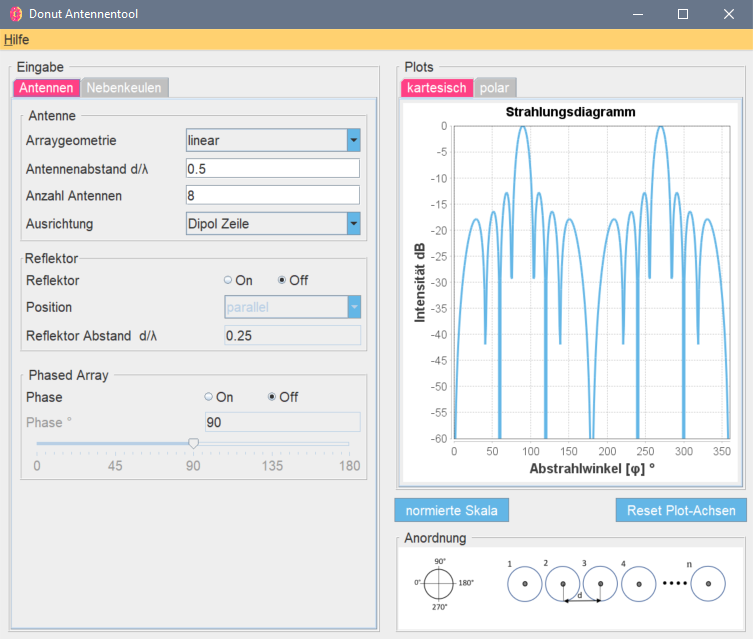 Donut Antennentool
Hilfe
Eingabe
Antennen Nebenkeulen
Antenne
Arraygeometrie linear
Antennenabstand d/λ 0.5
Anzahl Antennen 8
Ausrichtung Dipol Zeile
Reflektor
Reflektor On Off
Position parallel
Reflektor Abstand d/λ 0.25
Phased Array
Phase On Off
Phase ° 90
0 45 90 135 180
Plots
kartesisch polar
Strahlungsdiagramm
Intensität dB
0
-5
-10
-15
-20
-25
-30
-35
-40
-45
-50
-55
-60
0 50 100 150 200 250 300 350
Abstrahlwinkel [φ] °
normierte Skala Reset Plot-Achsen
Anordnung
90°
0° 180°
270°
1 2 3 4 n
d